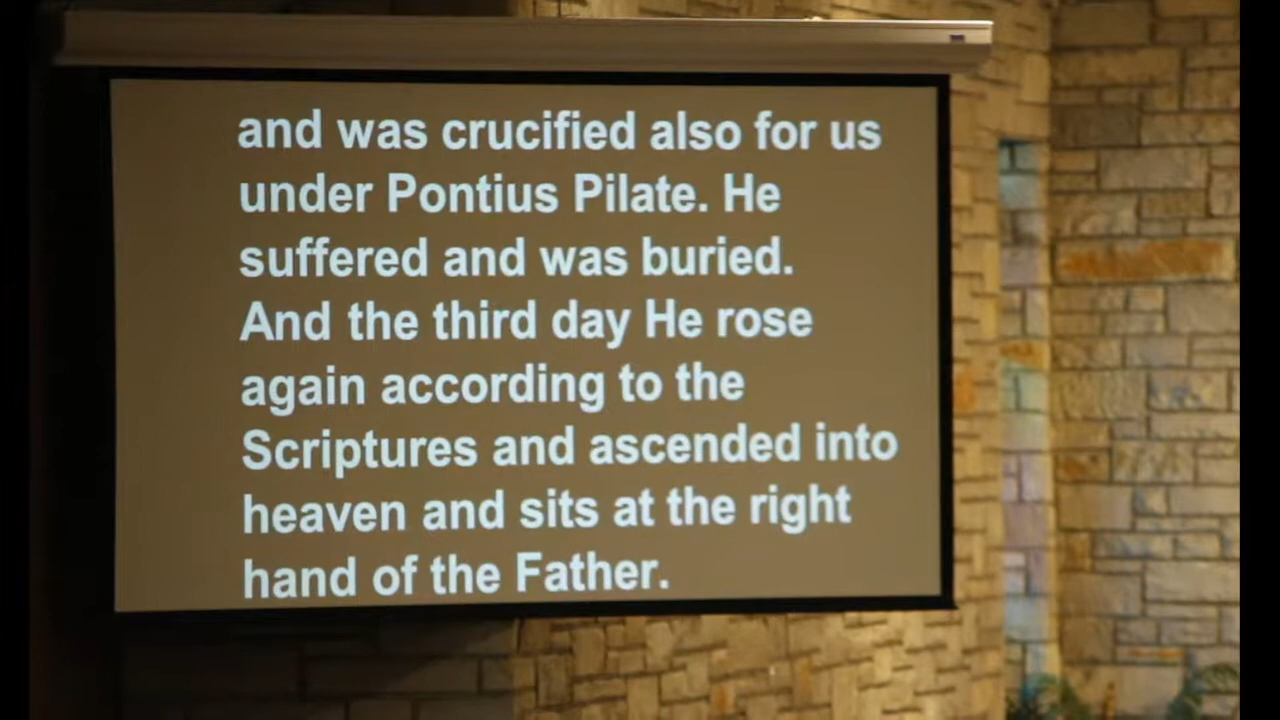 and was crucified also for us
under Pontius Pilate. He
suffered and was buried.
And the third day He rose
again according to the
Scriptures and ascended into
heaven and sits at the right
hand of the Father.